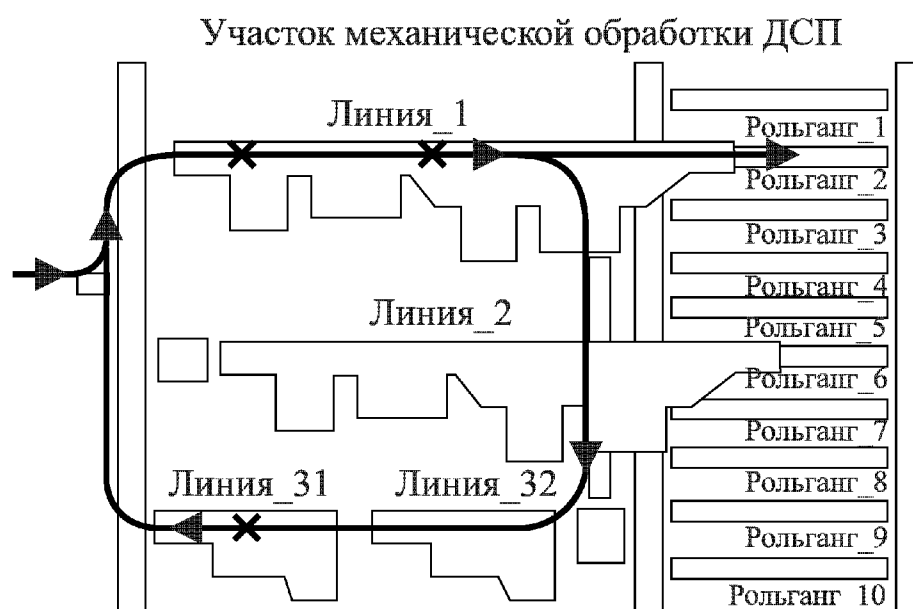 Участок механической обработки ДСП
Линия_1
Рольганг_1
Рольганг_2
Рольганг_3
Рольганг_4
Линия_2
Рольганг_5
Рольганг_6
Рольганг_7
Линия_31
Линия_32
Рольганг_8
Рольганг_9
Рольганг_10